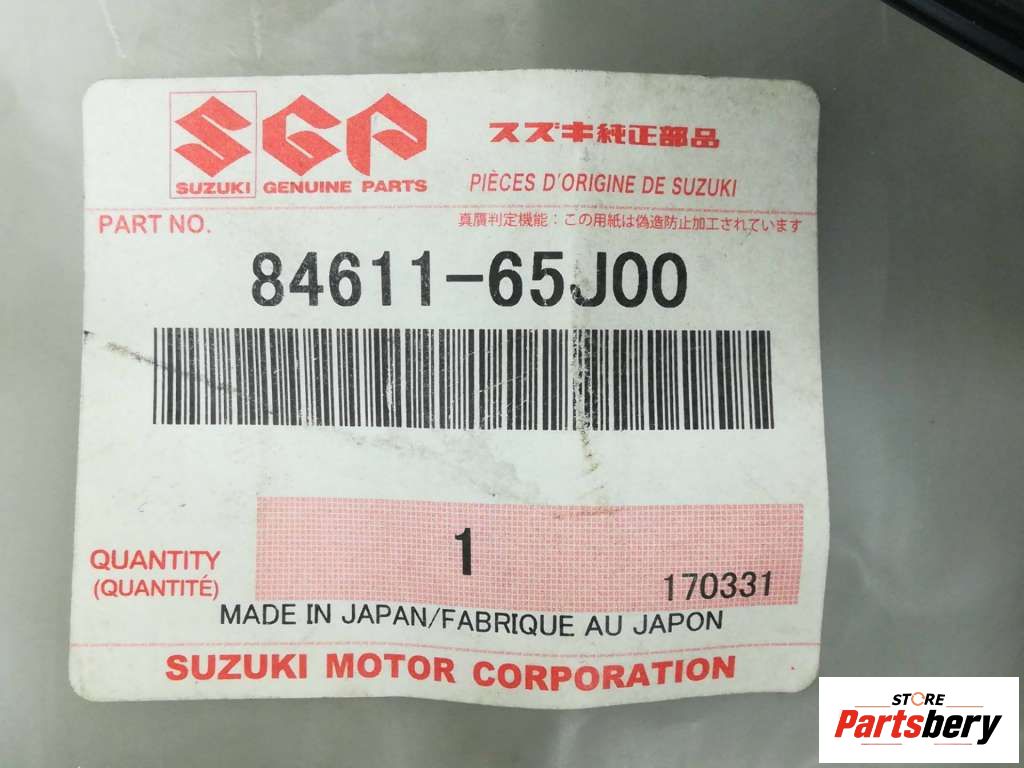 SGP
SUZUKI GENUINE PARTS
スズキ純正部品
PIÈCES D'ORIGINE DE SUZUKI
PART NO.
真贋判定機能：この用紙は偽造防止加工されています
84611-65J00
QUANTITY
(QUANTITÉ)
1
170331
MADE IN JAPAN/FABRIQUE AU JAPON
SUZUKI MOTOR CORPORATION
STORE
Partsbery